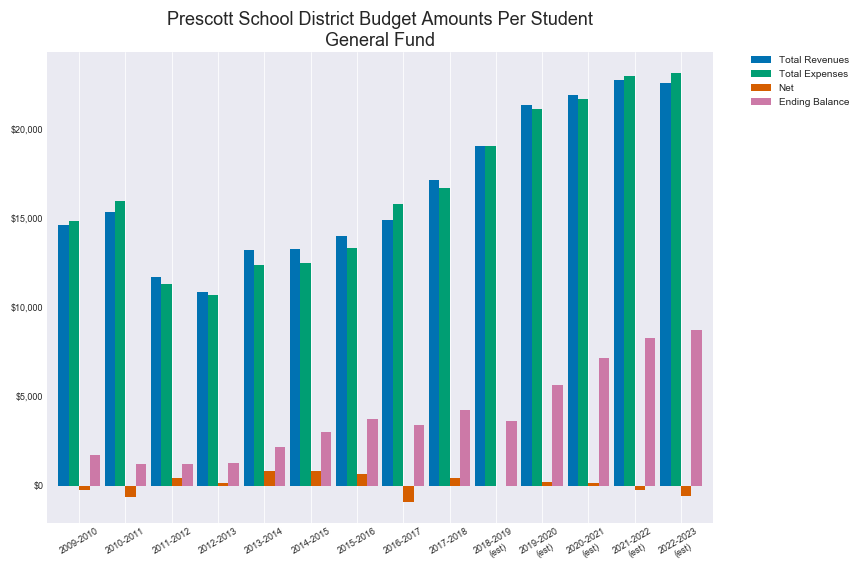 Prescott School District Budget Amounts Per Student
General Fund
Total Revenues
Total Expenses
Net
Ending Balance
$20,000
$15,000
$10,000
$5,000
$0
2009-2010
2010-2011
2011-2012
2012-2013
2013-2014
2014-2015
2015-2016
2016-2017
2017-2018
2018-2019
(est)
2019-2020
(est)
2020-2021
(est)
2021-2022
(est)
2022-2023
(est)